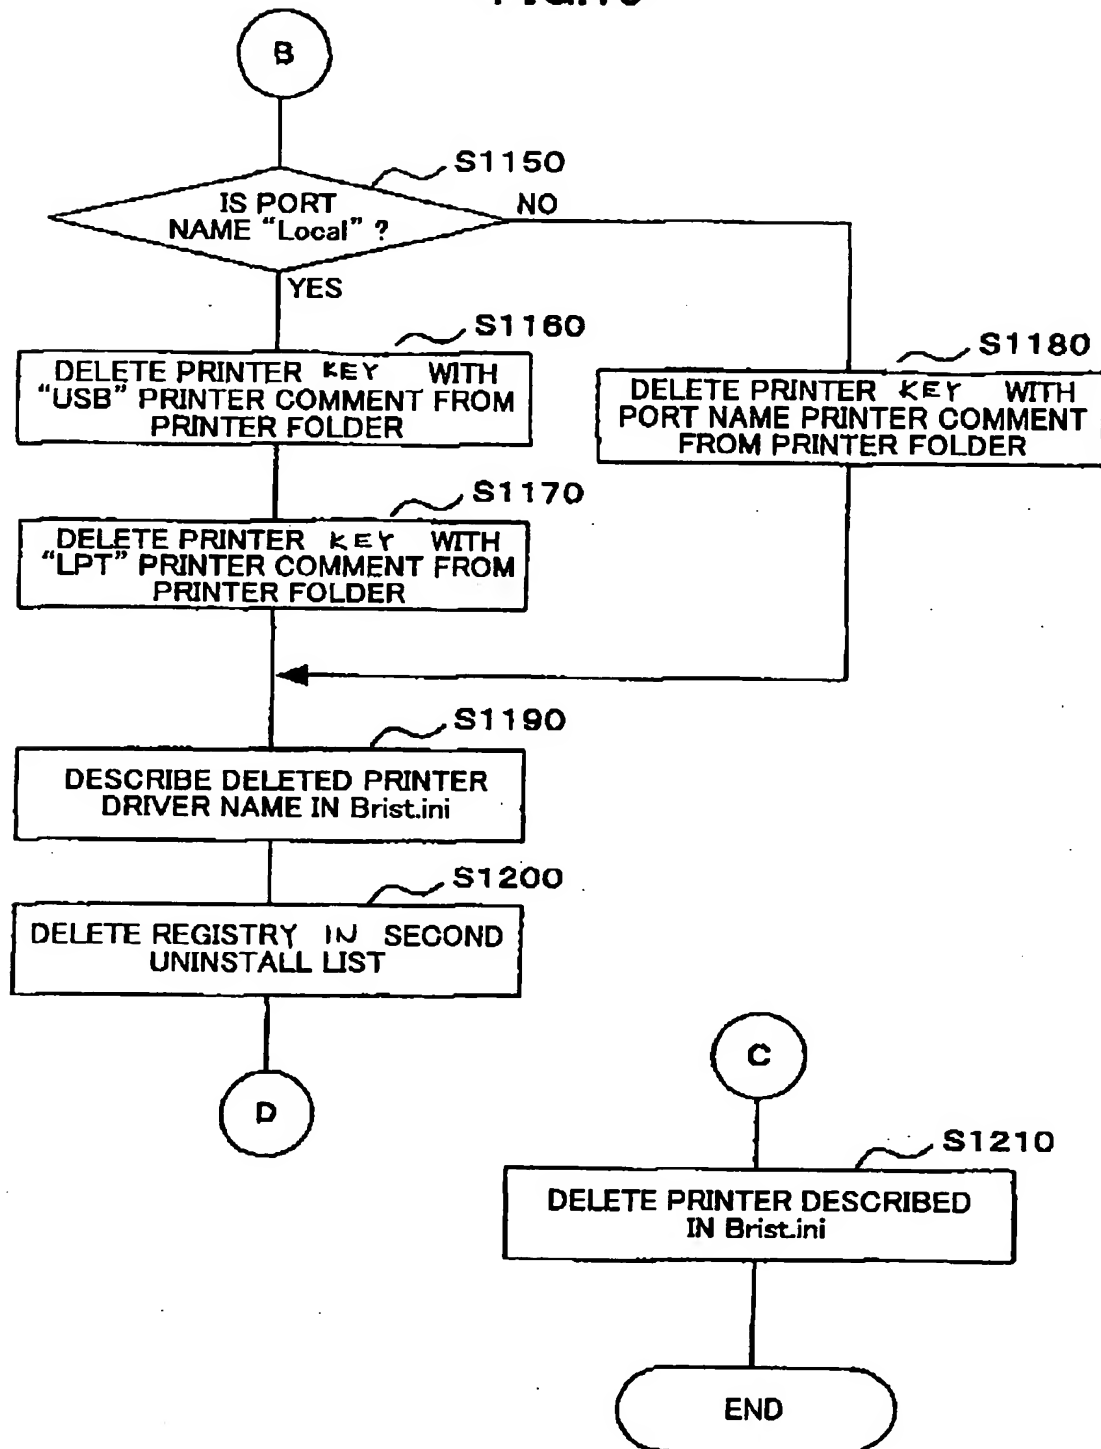 B
S1150
IS PORT
NAME “Local” ?
NO
YES
S1160
DELETE PRINTER KEY WITH
“USB” PRINTER COMMENT FROM
PRINTER FOLDER
S1180
DELETE PRINTER KEY WITH
PORT NAME PRINTER COMMENT
FROM PRINTER FOLDER
S1170
DELETE PRINTER KEY WITH
“LPT” PRINTER COMMENT FROM
PRINTER FOLDER
S1190
DESCRIBE DELETED PRINTER
DRIVER NAME IN Brist.ini
S1200
DELETE REGISTRY IN SECOND
UNINSTALL LIST
D
C
S1210
DELETE PRINTER DESCRIBED
IN Brist.ini
END